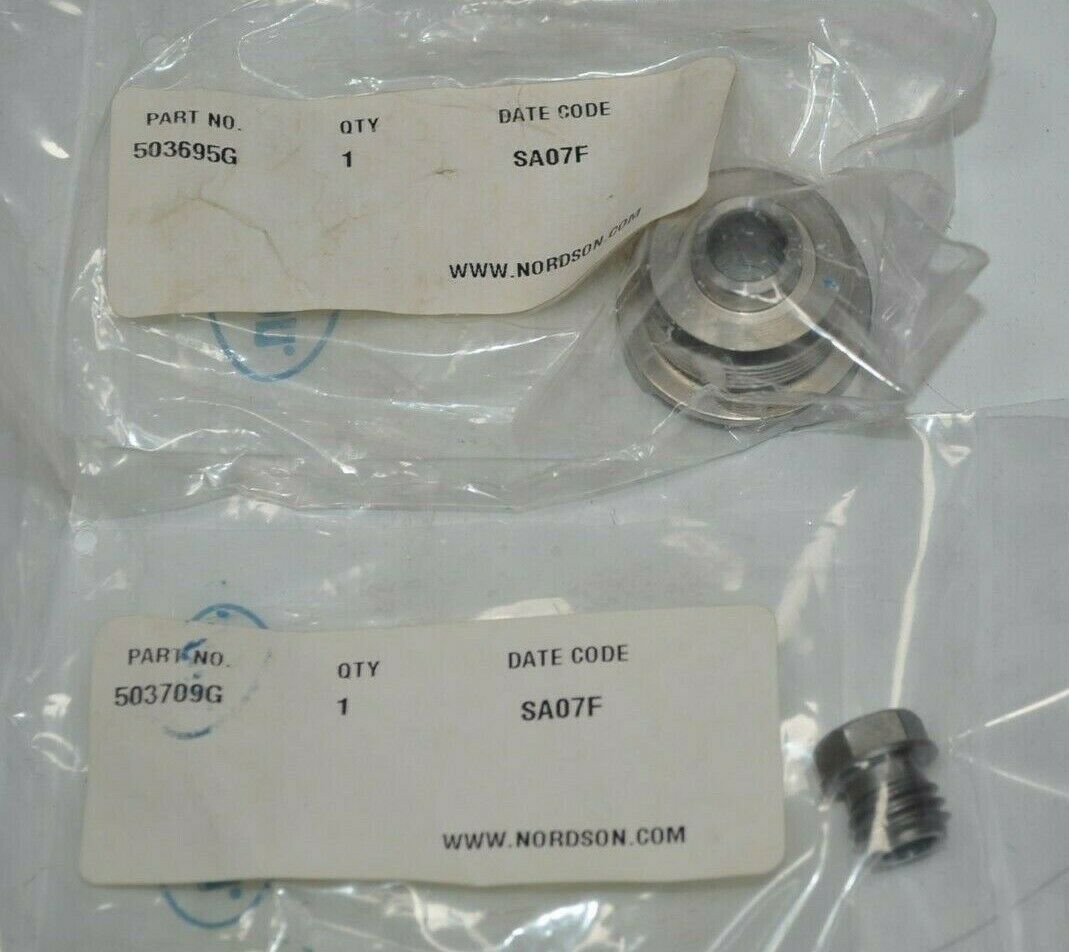 PART NO. QTY DATE CODE
503695G 1 SA07F
WWW.NORDSON.COM
PART NO. QTY DATE CODE
503709G 1 SA07F
WWW.NORDSON.COM